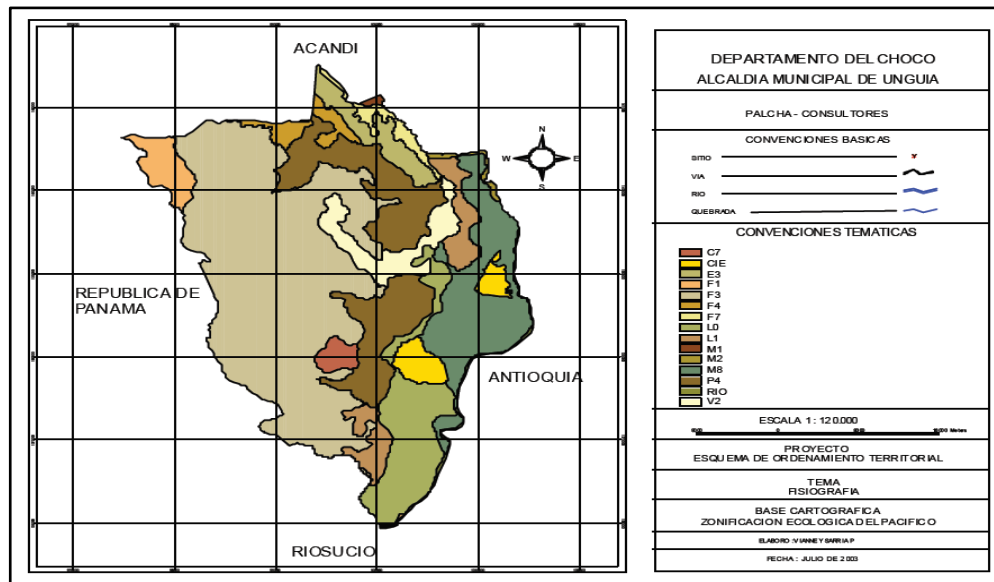 ACANDI
N
W E
S
REPUBLICA DE
PANAMA
ANTIOQUIA
RIOSUCIO
DEPARTAMENTO DEL CHOCO
ALCALDIA MUNICIPAL DE UNGUIA
PALCHA - CONSULTORES
CONVENCIONES BASICAS
SITIO
VIA
RIO
QUEBRADA
CONVENCIONES TEMATICAS
C7
CIE
E3
F1
F3
F4
F7
L0
L1
M1
M2
M8
P4
RIO
V2
ESCALA 1 : 120.000
PROYECTO
ESQUEMA DE ORDENAMIENTO TERRITORIAL
TEMA
FISIOGRAFIA
BASE CARTOGRAFICA
ZONIFICACION ECOLOGICA DEL PACIFICO
ELABORO : VIANNEY SARRIA P
FECHA : JULIO DE 2003